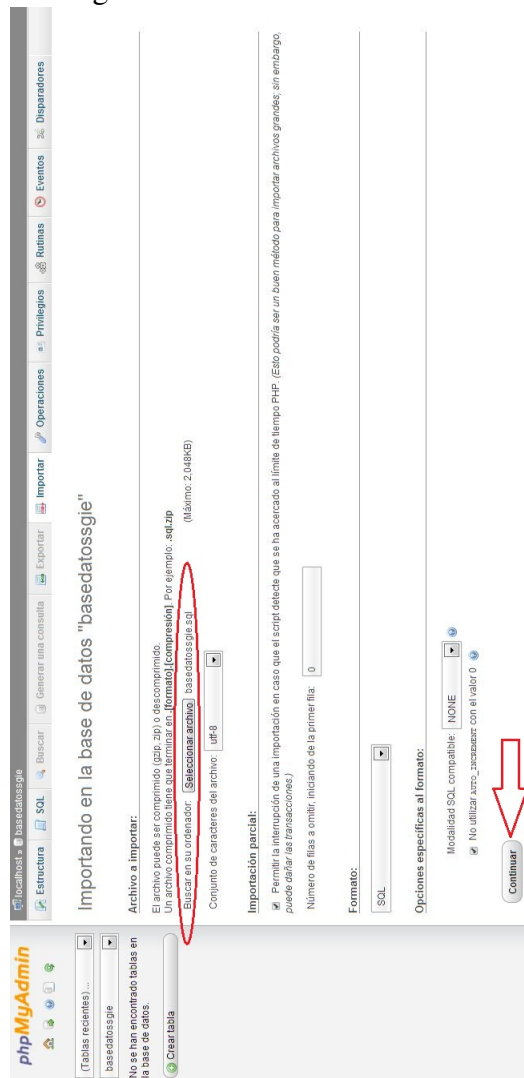 phpMyAdmin
(Tablas recientes) ...
basedatossgie
No se han encontrado tablas en
la base de datos.
Crear tabla
localhost » basedatossgie
Estructura SQL Buscar Generar una consulta Exportar Importar Operaciones Privilegios Rutinas Eventos Disparadores
Importando en la base de datos "basedatossgie"
Archivo a importar:
El archivo puede ser comprimido (gzip, zip) o descomprimido.
Un archivo comprimido tiene que terminar en .[formato].[compresión]. Por ejemplo: .sql.zip
Buscar en su ordenador: Seleccionar archivo basedatossgie.sql (Máximo: 2,048KB)
Conjunto de caracteres del archivo: utf-8
Importación parcial:
Permitir la interrupción de una importación en caso que el script detecte que se ha acercado al límite de tiempo PHP. (Esto podría ser un buen método para importar archivos grandes; sin embargo,
puede dañar las transacciones.)
Número de filas a omitir, iniciando de la primer fila: 0
Formato:
SQL
Opciones específicas al formato:
Modalidad SQL compatible: NONE
No utilizar AUTO_INCREMENT con el valor 0
Continuar